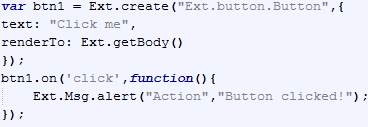 var btn1 = Ext.create("Ext.button.Button",{
text: "Click me",
renderTo: Ext.getBody()
});
btn1.on('click',function(){
    Ext.Msg.alert("Action","Button clicked!");
});